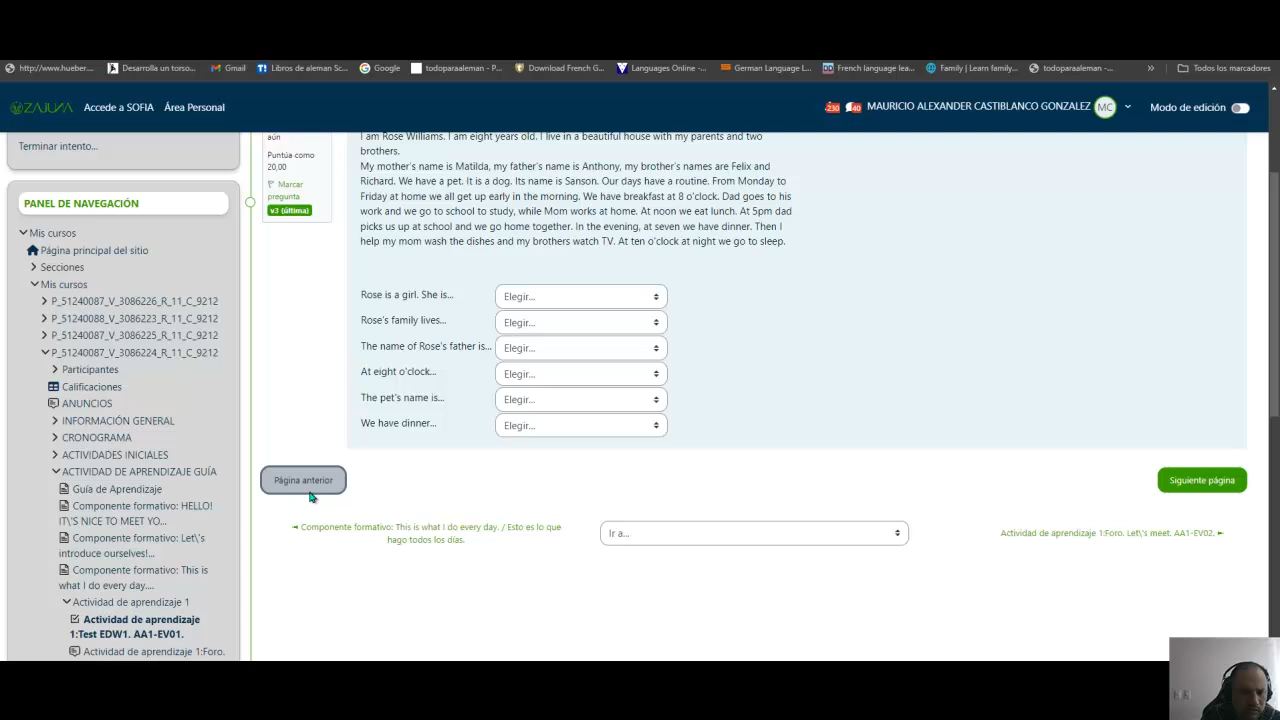 http://www.hueber....
Desarrolla un torso...
Gmail
Libros de aleman Sc...
Google
todoparaaleman - P...
Download French G...
Languages Online -...
German Language L...
French language lea...
Family | Learn family...
todoparaaleman -...
»
Todos los marcadores
ZAJUNA
Accede a SOFIA
Área Personal
230
40
MAURICIO ALEXANDER CASTIBLANCO GONZALEZ
MC
Modo de edición
Terminar intento...
PANEL DE NAVEGACIÓN
Mis cursos
Página principal del sitio
Secciones
Mis cursos
P_51240087_V_3086226_R_11_C_9212
P_51240088_V_3086223_R_11_C_9212
P_51240087_V_3086225_R_11_C_9212
P_51240087_V_3086224_R_11_C_9212
Participantes
Calificaciones
ANUNCIOS
INFORMACIÓN GENERAL
CRONOGRAMA
ACTIVIDADES INICIALES
ACTIVIDAD DE APRENDIZAJE GUÍA
Guía de Aprendizaje
Componente formativo: HELLO!
IT\'S NICE TO MEET YO...
Componente formativo: Let\'s
introduce ourselves!...
Componente formativo: This is
what I do every day....
Actividad de aprendizaje 1
Actividad de aprendizaje
1:Test EDW1. AA1-EV01.
Actividad de aprendizaje 1:Foro.
aún
Puntúa como
20,00
Marcar
pregunta
v3 (última)
I am Rose Williams. I am eight years old. I live in a beautiful house with my parents and two
brothers.
My mother´s name is Matilda, my father´s name is Anthony, my brother´s names are Felix and
Richard. We have a pet. It is a dog. Its name is Sanson. Our days have a routine. From Monday to
Friday at home we all get up early in the morning. We have breakfast at 8 o'clock. Dad goes to his
work and we go to school to study, while Mom works at home. At noon we eat lunch. At 5pm dad
picks us up at school and we go home together. In the evening, at seven we have dinner. Then I
help my mom wash the dishes and my brothers watch TV. At ten o'clock at night we go to sleep.
Rose is a girl. She is... Elegir...
Rose's family lives... Elegir...
The name of Rose's father is... Elegir...
At eight o'clock... Elegir...
The pet's name is... Elegir...
We have dinner... Elegir...
Página anterior
Siguiente página
◄ Componente formativo: This is what I do every day. / Esto es lo que
hago todos los días.
Ir a...
Actividad de aprendizaje 1:Foro. Let\'s meet. AA1-EV02. ►